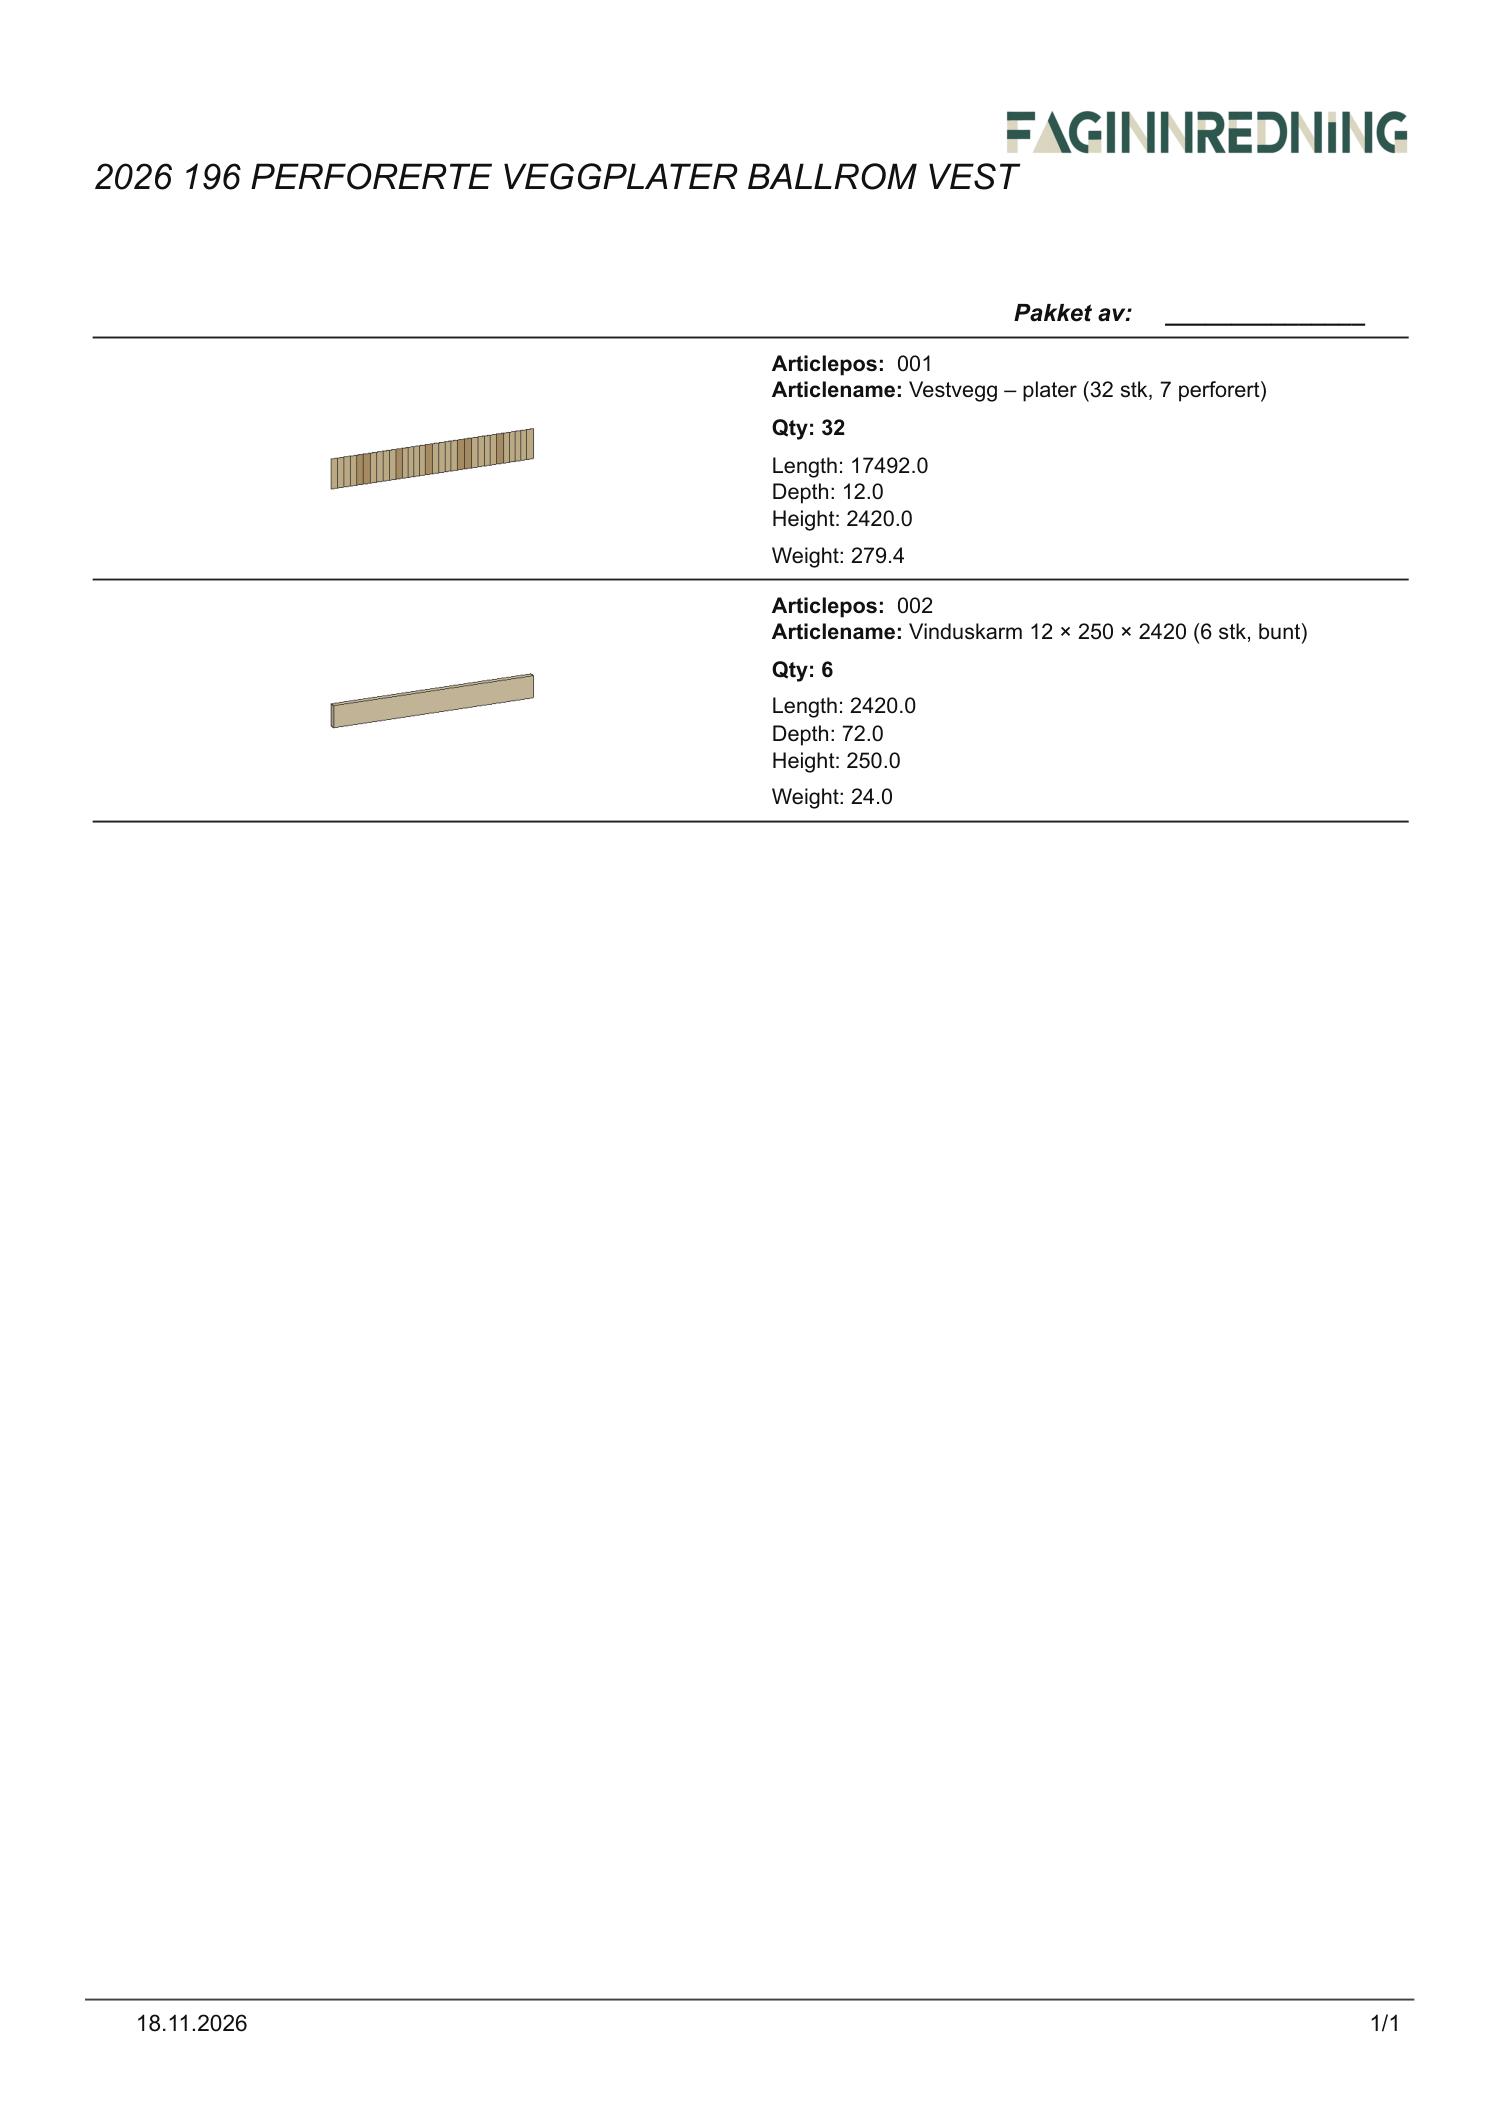 FAGINNREDNING
2026 196 PERFORERTE VEGGPLATER BALLROM VEST
Pakket av: _______________
Articlepos: 001
Articlename: Vestvegg – plater (32 stk, 7 perforert)
Qty: 32
Length: 17492.0
Depth: 12.0
Height: 2420.0
Weight: 279.4
Articlepos: 002
Articlename: Vinduskarm 12 × 250 × 2420 (6 stk, bunt)
Qty: 6
Length: 2420.0
Depth: 72.0
Height: 250.0
Weight: 24.0
18.11.2026 1/1